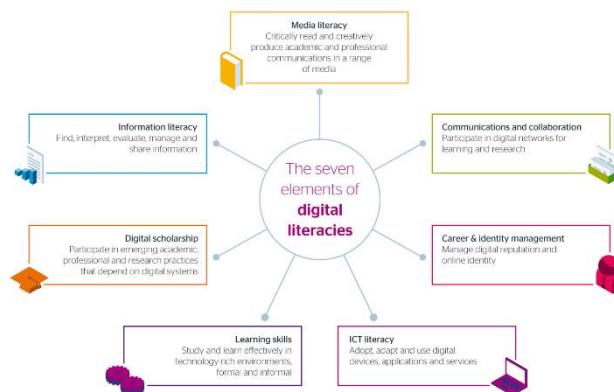 Media literacy
Critically read and creatively
produce academic and professional
communications in a range
of media
Information literacy
Find, interpret, evaluate, manage and
share information
Communications and collaboration
Participate in digital networks for
learning and research
The seven
elements of
digital
literacies
Digital scholarship
Participate in emerging academic,
professional and research practices
that depend on digital systems
Career & identity management
Manage digital reputation and
online identity
Learning skills
Study and learn effectively in
technology-rich environments,
formal and informal
ICT literacy
Adopt, adapt and use digital
devices, applications and services